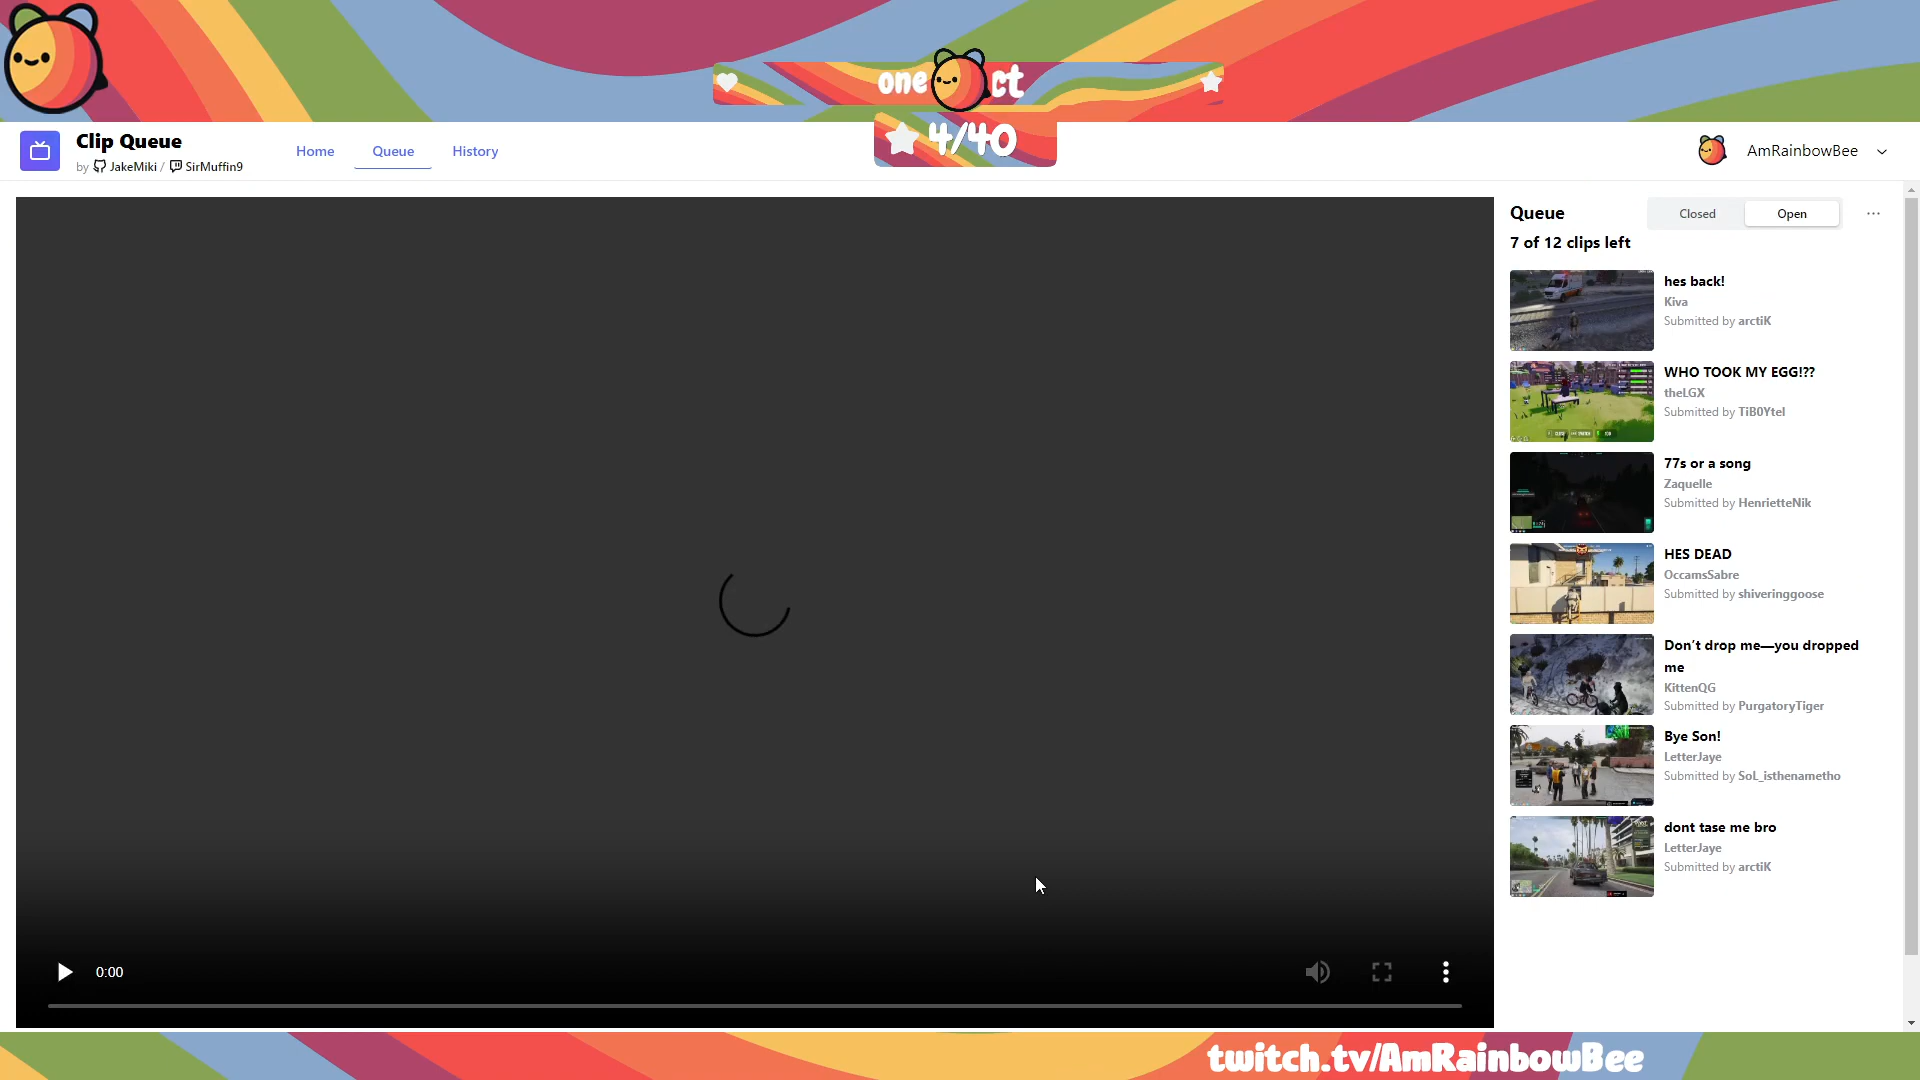 one ct
4/40
Clip Queue
by JakeMiki / SirMuffin9
Home
Queue
History
AmRainbowBee
Queue
Closed
Open
7 of 12 clips left
hes back!
Kiva
Submitted by arctiK
WHO TOOK MY EGG!??
theLGX
Submitted by TiB0Ytel
77s or a song
Zaquelle
Submitted by HenrietteNik
HES DEAD
OccamsSabre
Submitted by shiveringgoose
Don't drop me—you dropped
me
KittenQG
Submitted by PurgatoryTiger
Bye Son!
LetterJaye
Submitted by SoL_isthenametho
dont tase me bro
LetterJaye
Submitted by arctiK
0:00
twitch.tv/AmRainbowBee